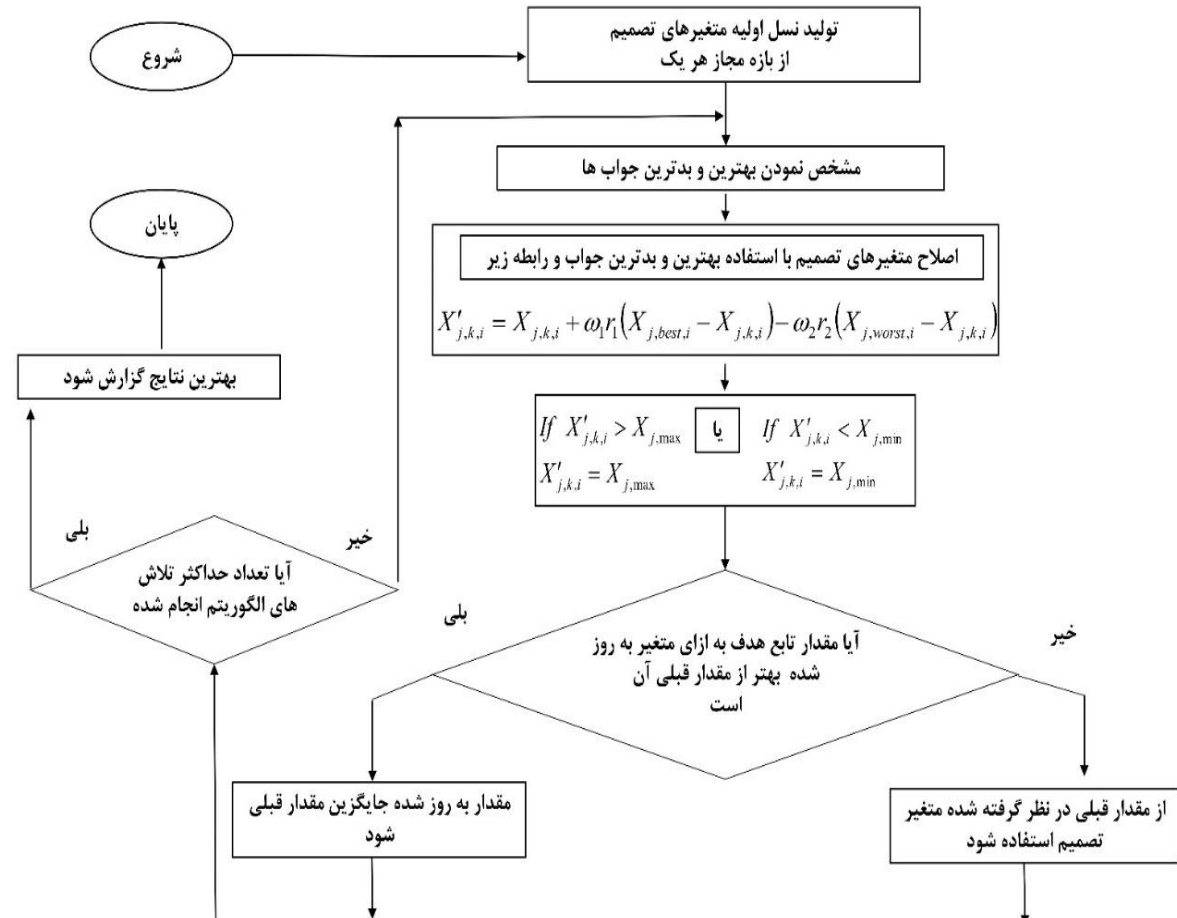 شروع
تولید نسل اولیه متغیرهای تصمیم
از بازه مجاز هر یک
مشخص نمودن بهترین و بدترین جواب ها
پایان
اصلاح متغیرهای تصمیم با استفاده بهترین و بدترین جواب و رابطه زیر
X′j,k,i = Xj,k,i + ω1r1(Xj,best,i − Xj,k,i) − ω2r2(Xj,worst,i − Xj,k,i)
بهترین نتایج گزارش شود
If X′j,k,i > Xj,max یا If X′j,k,i < Xj,min
X′j,k,i = Xj,max X′j,k,i = Xj,min
بلی
خیر
آیا تعداد حداکثر تلاش
های الگوریتم انجام شده
بلی
خیر
آیا مقدار تابع هدف به ازای متغیر به روز
شده بهتر از مقدار قبلی آن
است
مقدار به روز شده جایگزین مقدار قبلی
شود
از مقدار قبلی در نظر گرفته شده متغیر
تصمیم استفاده شود